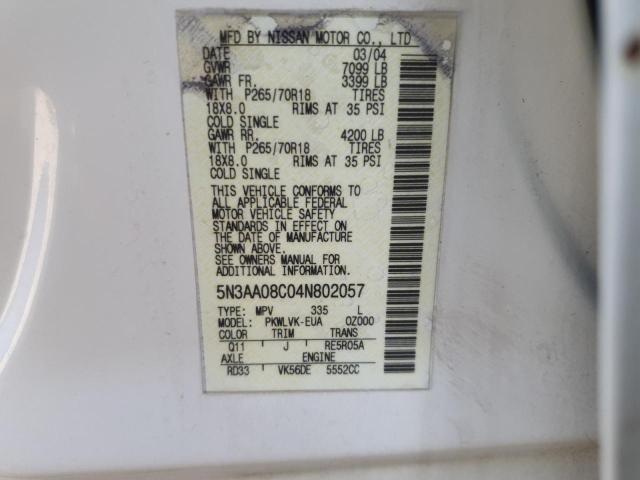 MFD BY NISSAN MOTOR CO., LTD
DATE 03/04
GVWR 7099 LB
GAWR FR. 3399 LB
WITH P265/70R18 TIRES
18X8.0 RIMS AT 35 PSI
COLD SINGLE
GAWR RR. 4200 LB
WITH P265/70R18 TIRES
18X8.0 RIMS AT 35 PSI
COLD SINGLE
THIS VEHICLE CONFORMS TO
ALL APPLICABLE FEDERAL
MOTOR VEHICLE SAFETY
STANDARDS IN EFFECT ON
THE DATE OF MANUFACTURE
SHOWN ABOVE.
SEE OWNERS MANUAL FOR
ADDITIONAL INFORMATION.
5N3AA08C04N802057
TYPE: MPV 335 L
MODEL: PKWLVK-EUA OZ000
COLOR TRIM TRANS
Q11 J RE5R05A
AXLE ENGINE
RD33 VK56DE 5552CC